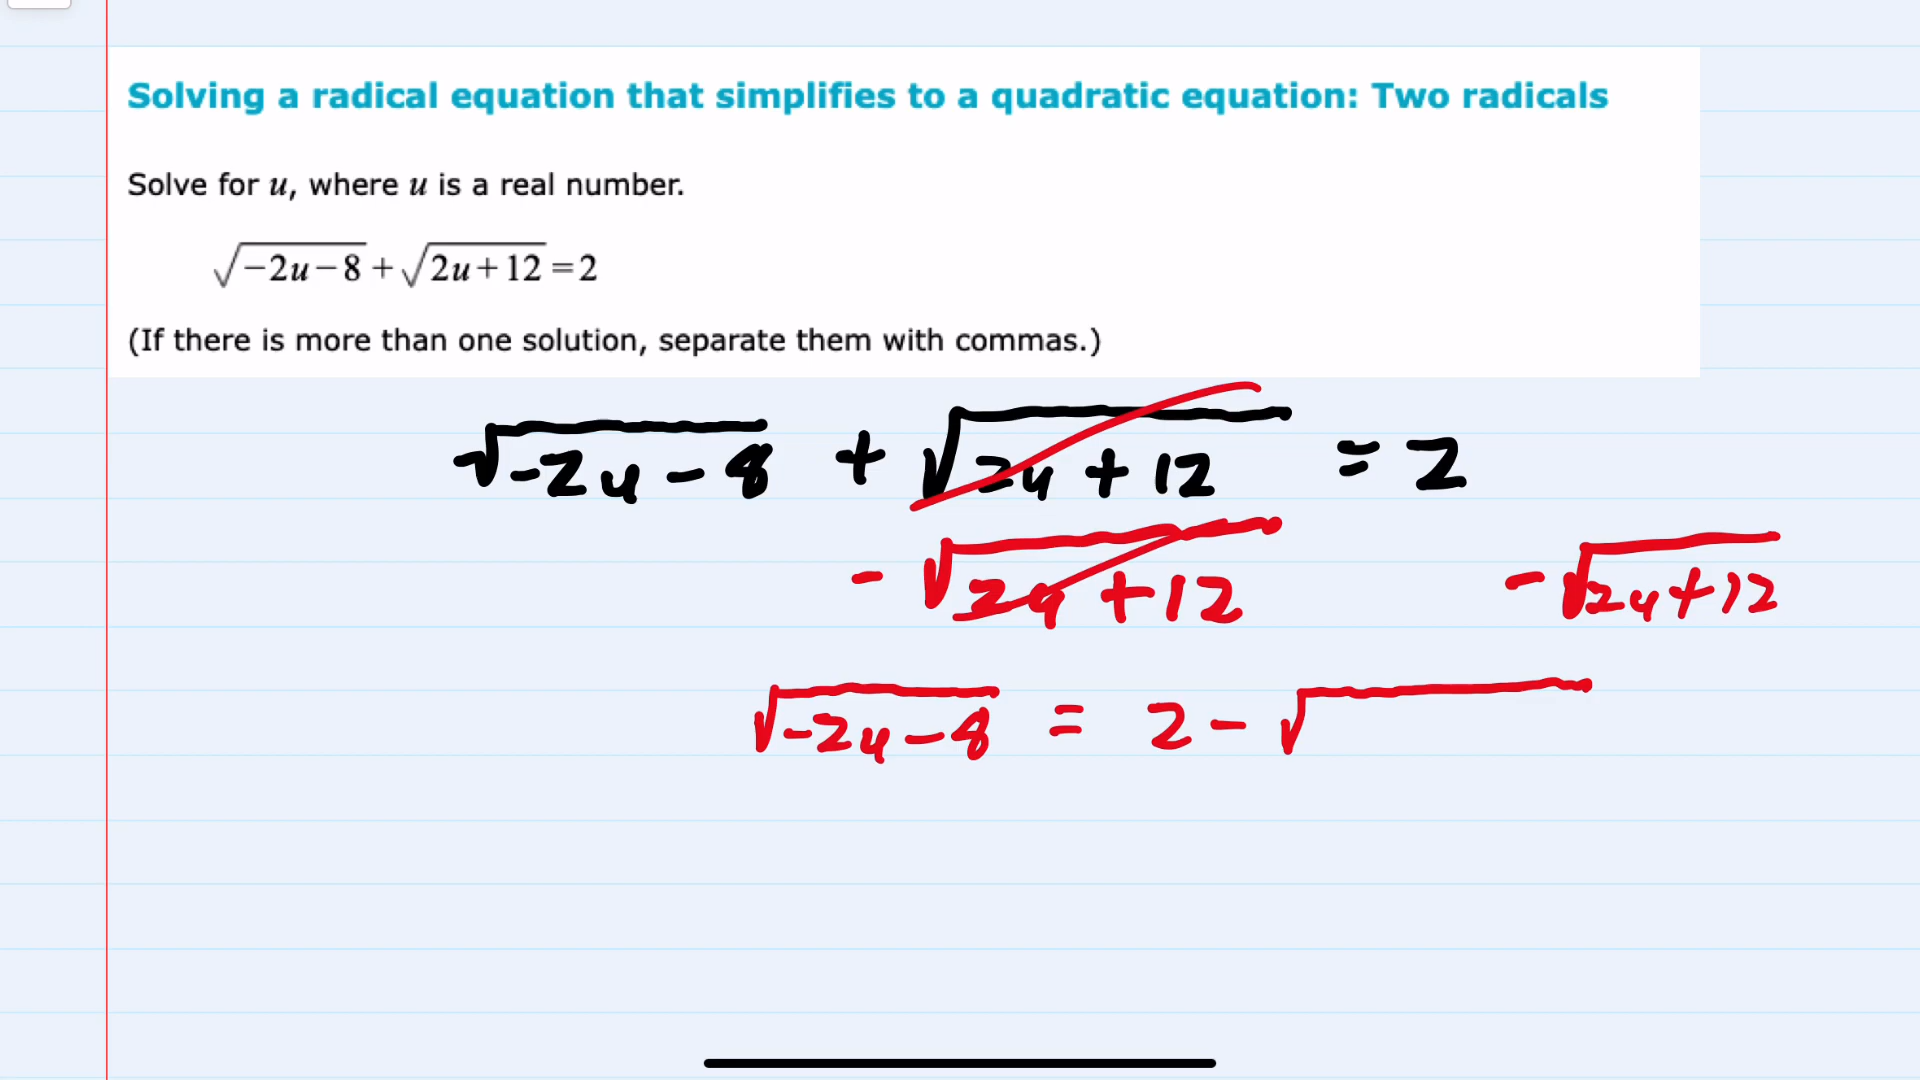 Solving a radical equation that simplifies to a quadratic equation: Two radicals
Solve for u, where u is a real number.
√(-2u-8) + √(2u+12) = 2
(If there is more than one solution, separate them with commas.)
√(-2u-8) + √(2u+12) = 2
-√(2u+12) -√(2u+12)
√(-2u-8) = 2-√